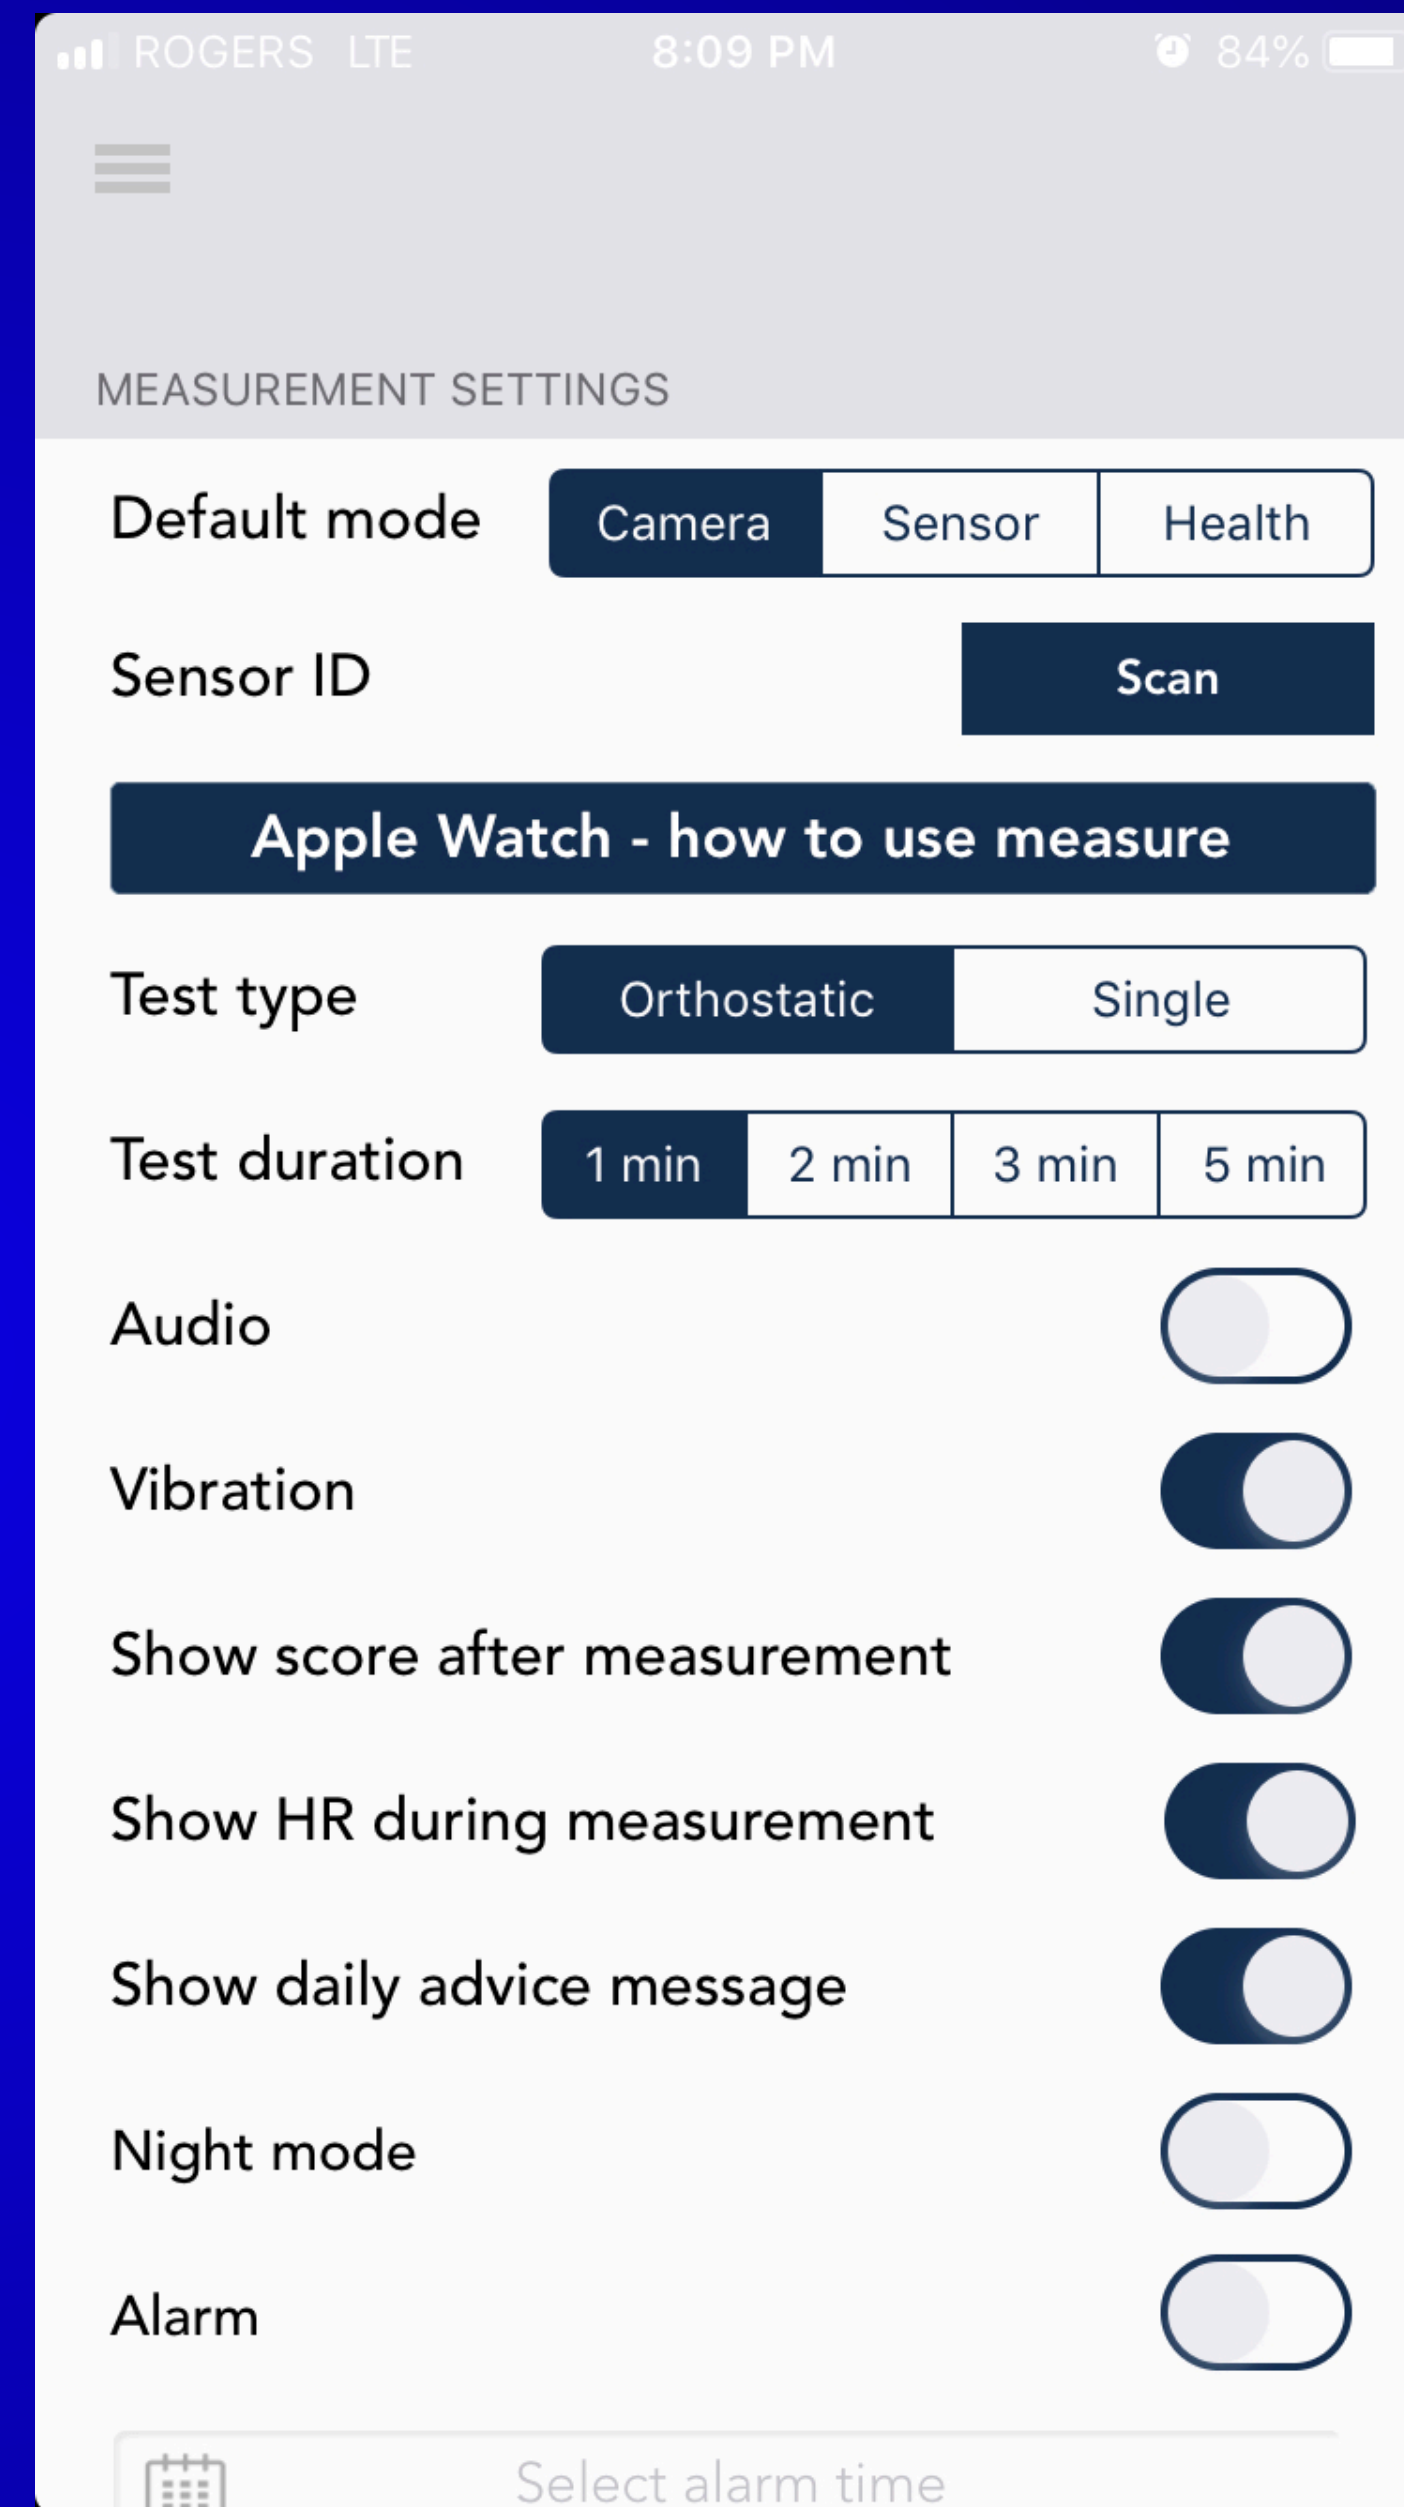 ROGERS LTE 8:09 PM 84%
MEASUREMENT SETTINGS
Default mode Camera Sensor Health
Sensor ID Scan
Apple Watch - how to use measure
Test type Orthostatic Single
Test duration 1 min 2 min 3 min 5 min
Audio
Vibration
Show score after measurement
Show HR during measurement
Show daily advice message
Night mode
Alarm
Select alarm time